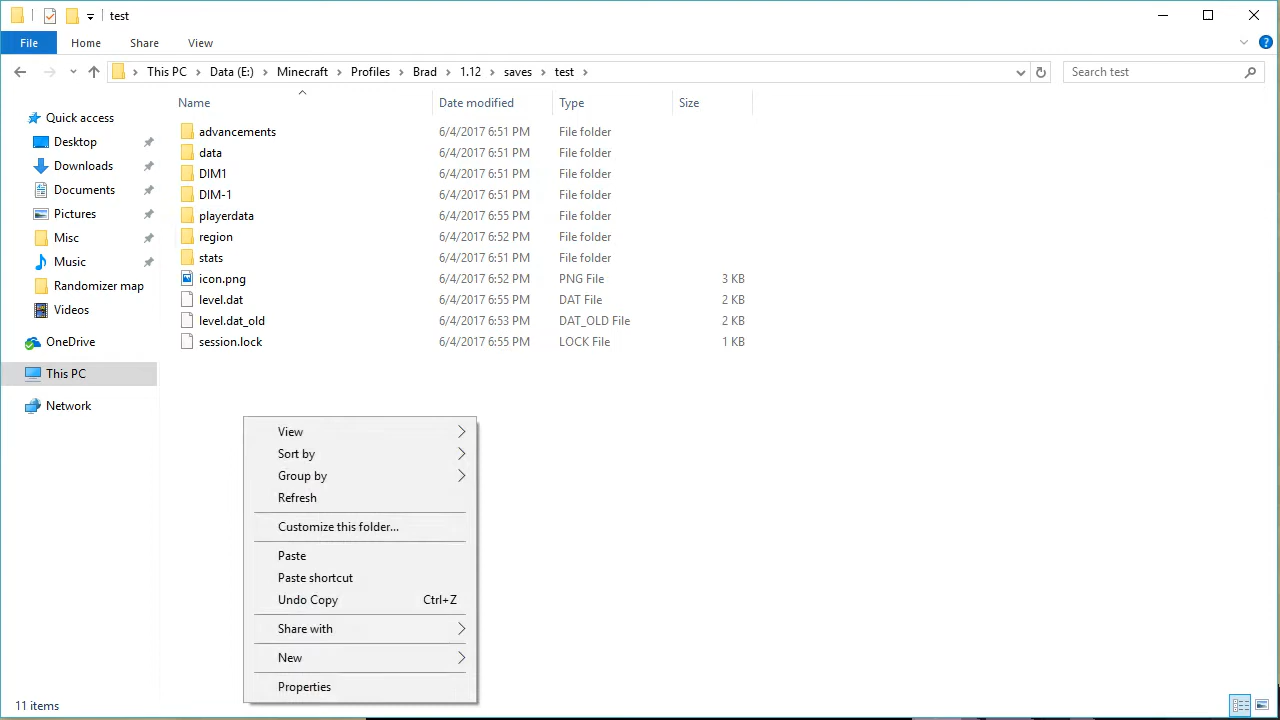 test
File Home Share View
This PC Data (E:) Minecraft Profiles Brad 1.12 saves test
Search test
Name Date modified Type Size
Quick access
Desktop
Downloads
Documents
Pictures
Misc
Music
Randomizer map
Videos
OneDrive
This PC
Network
advancements 6/4/2017 6:51 PM File folder
data 6/4/2017 6:51 PM File folder
DIM1 6/4/2017 6:51 PM File folder
DIM-1 6/4/2017 6:51 PM File folder
playerdata 6/4/2017 6:55 PM File folder
region 6/4/2017 6:52 PM File folder
stats 6/4/2017 6:51 PM File folder
icon.png 6/4/2017 6:52 PM PNG File 3 KB
level.dat 6/4/2017 6:55 PM DAT File 2 KB
level.dat_old 6/4/2017 6:53 PM DAT_OLD File 2 KB
session.lock 6/4/2017 6:55 PM LOCK File 1 KB
View
Sort by
Group by
Refresh
Customize this folder...
Paste
Paste shortcut
Undo Copy Ctrl+Z
Share with
New
Properties
11 items